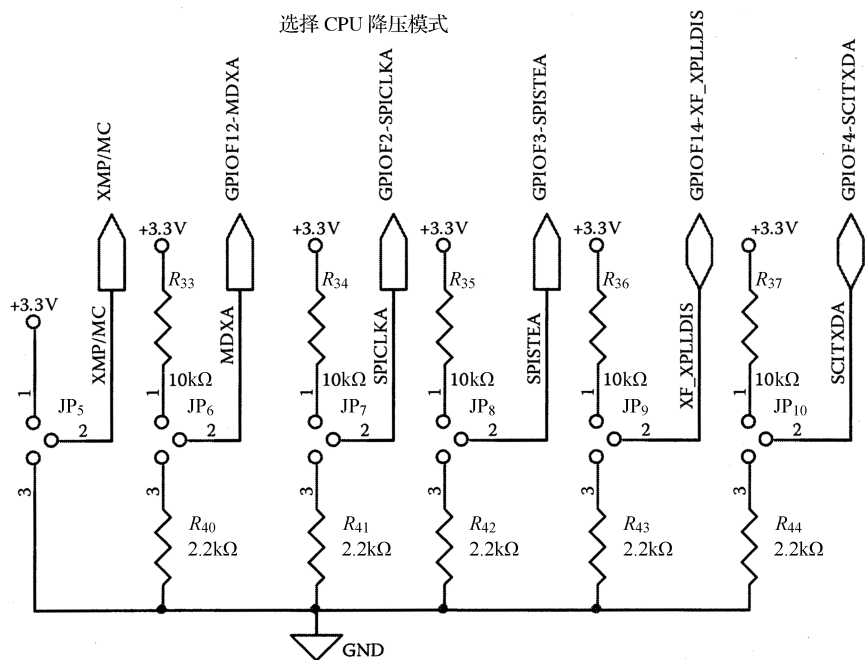 选择 CPU 降压模式
XMP/MC
GPIOF12-MDXA
GPIOF2-SPICLKA
GPIOF3-SPISTEA
GPIOF14-XF_XPLLDIS
GPIOF4-SCITXDA
+3.3V
+3.3V
+3.3V
+3.3V
+3.3V
+3.3V
R33
R34
R35
R36
R37
XMP/MC
MDXA
SPICLKA
SPISTEA
XF_XPLLDIS
SCITXDA
10kΩ
10kΩ
10kΩ
10kΩ
10kΩ
1
1
1
1
1
1
JP5
JP6
JP7
JP8
JP9
JP10
2
2
2
2
2
2
3
3
3
3
3
3
R40
R41
R42
R43
R44
2.2kΩ
2.2kΩ
2.2kΩ
2.2kΩ
2.2kΩ
GND